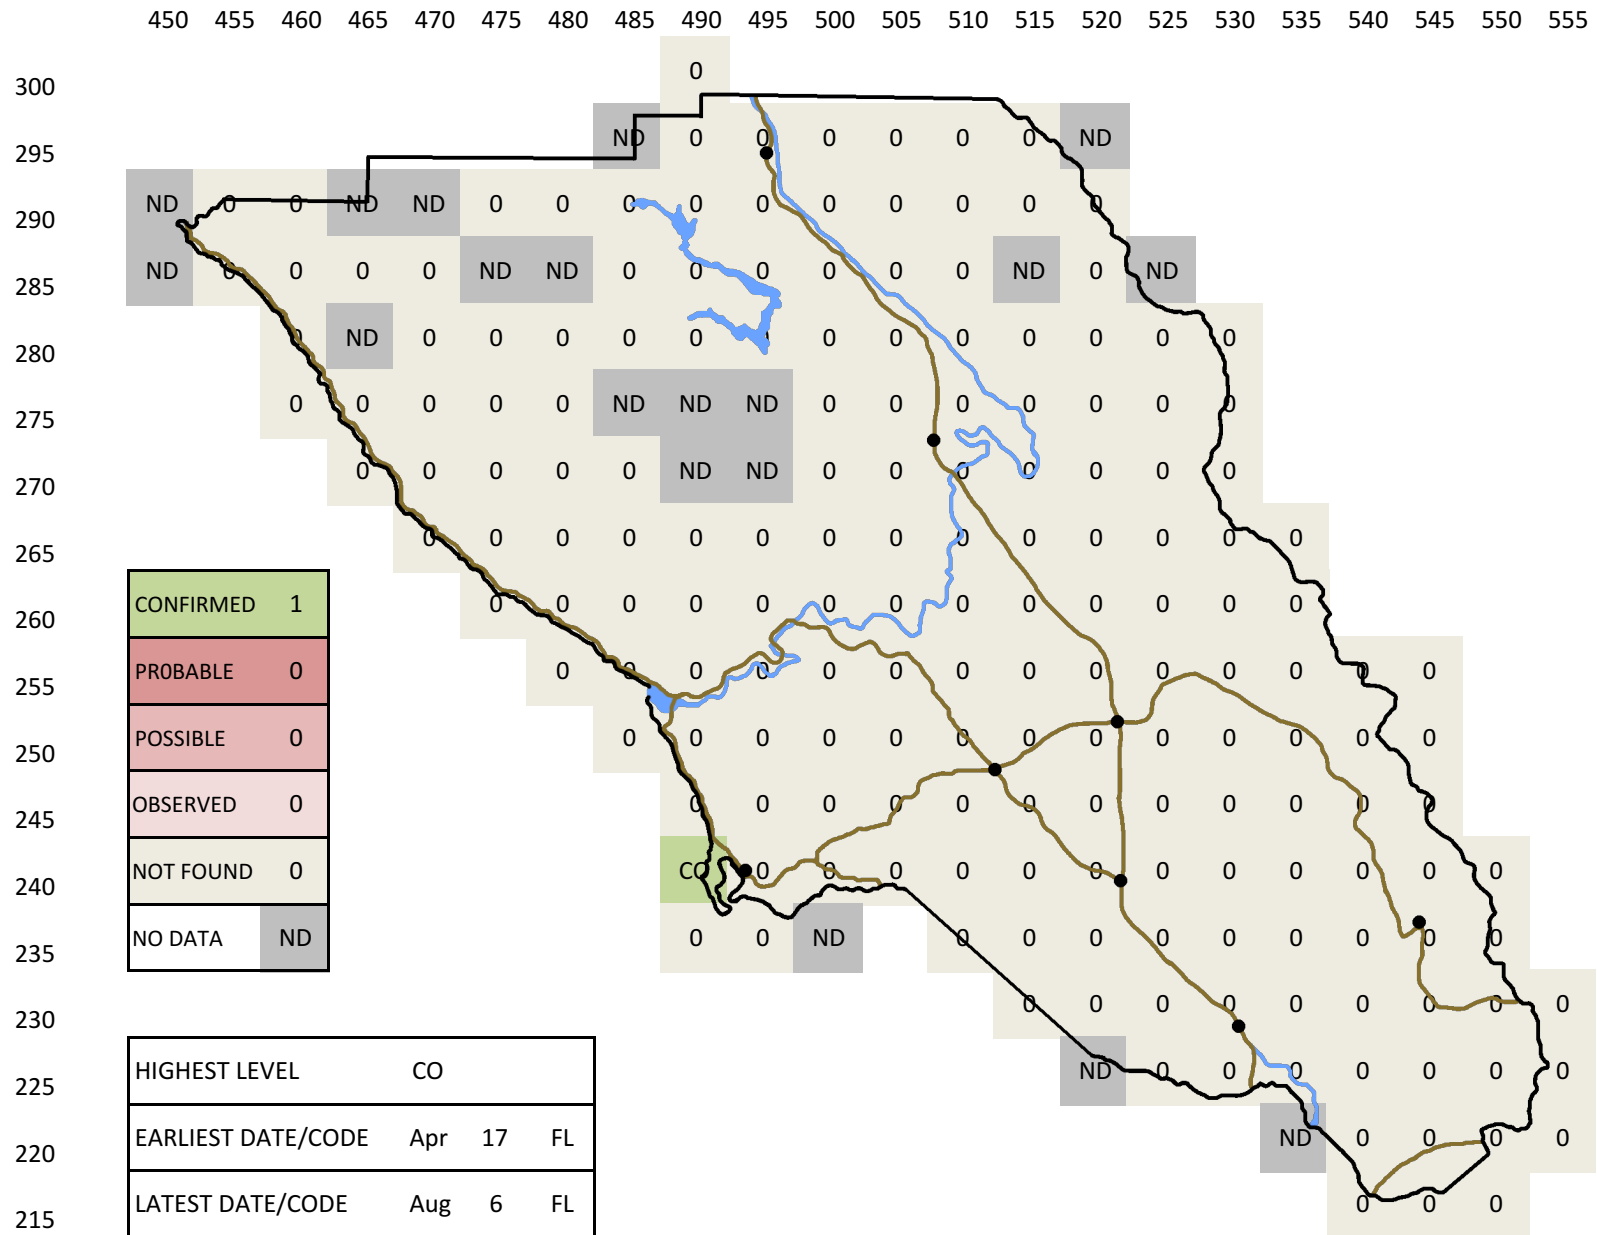 450 455 460 465 470 475 480 485 490 495 500 505 510 515 520 525 530 535 540 545 550 555
300 0
295 ND 0 0 0 0 0 0 ND
290 ND 0 0 ND ND 0 0 0 0 0 0 0 0 0 0
285 ND 0 0 0 0 ND ND 0 0 0 0 0 0 ND 0 ND
280 0 ND 0 0 0 0 0 0 0 0 0 0 0 0 0
275 0 0 0 0 0 ND ND ND 0 0 0 0 0 0 0
270 0 0 0 0 0 ND ND 0 0 0 0 0 0 0
265 0 0 0 0 0 0 0 0 0 0 0 0 0 0
260 CONFIRMED 1 0 0 0 0 0 0 0 0 0 0 0 0 0
255 PR0BABLE 0 0 0 0 0 0 0 0 0 0 0 0 0 0 0
250 POSSIBLE 0 0 0 0 0 0 0 0 0 0 0 0 0 0
245 OBSERVED 0 0 0 0 0 0 0 0 0 0 0 0 0
240 NOT FOUND 0 CO 0 0 0 0 0 0 0 0 0 0 0 0
235 NO DATA ND 0 0 ND 0 0 0 0 0 0 0 0 0
230 0 0 0 0 0 0 0 0 0
225 HIGHEST LEVEL CO ND 0 0 0 0 0 0 0
220 EARLIEST DATE/CODE Apr 17 FL ND 0 0 0 0
215 LATEST DATE/CODE Aug 6 FL 0 0 0